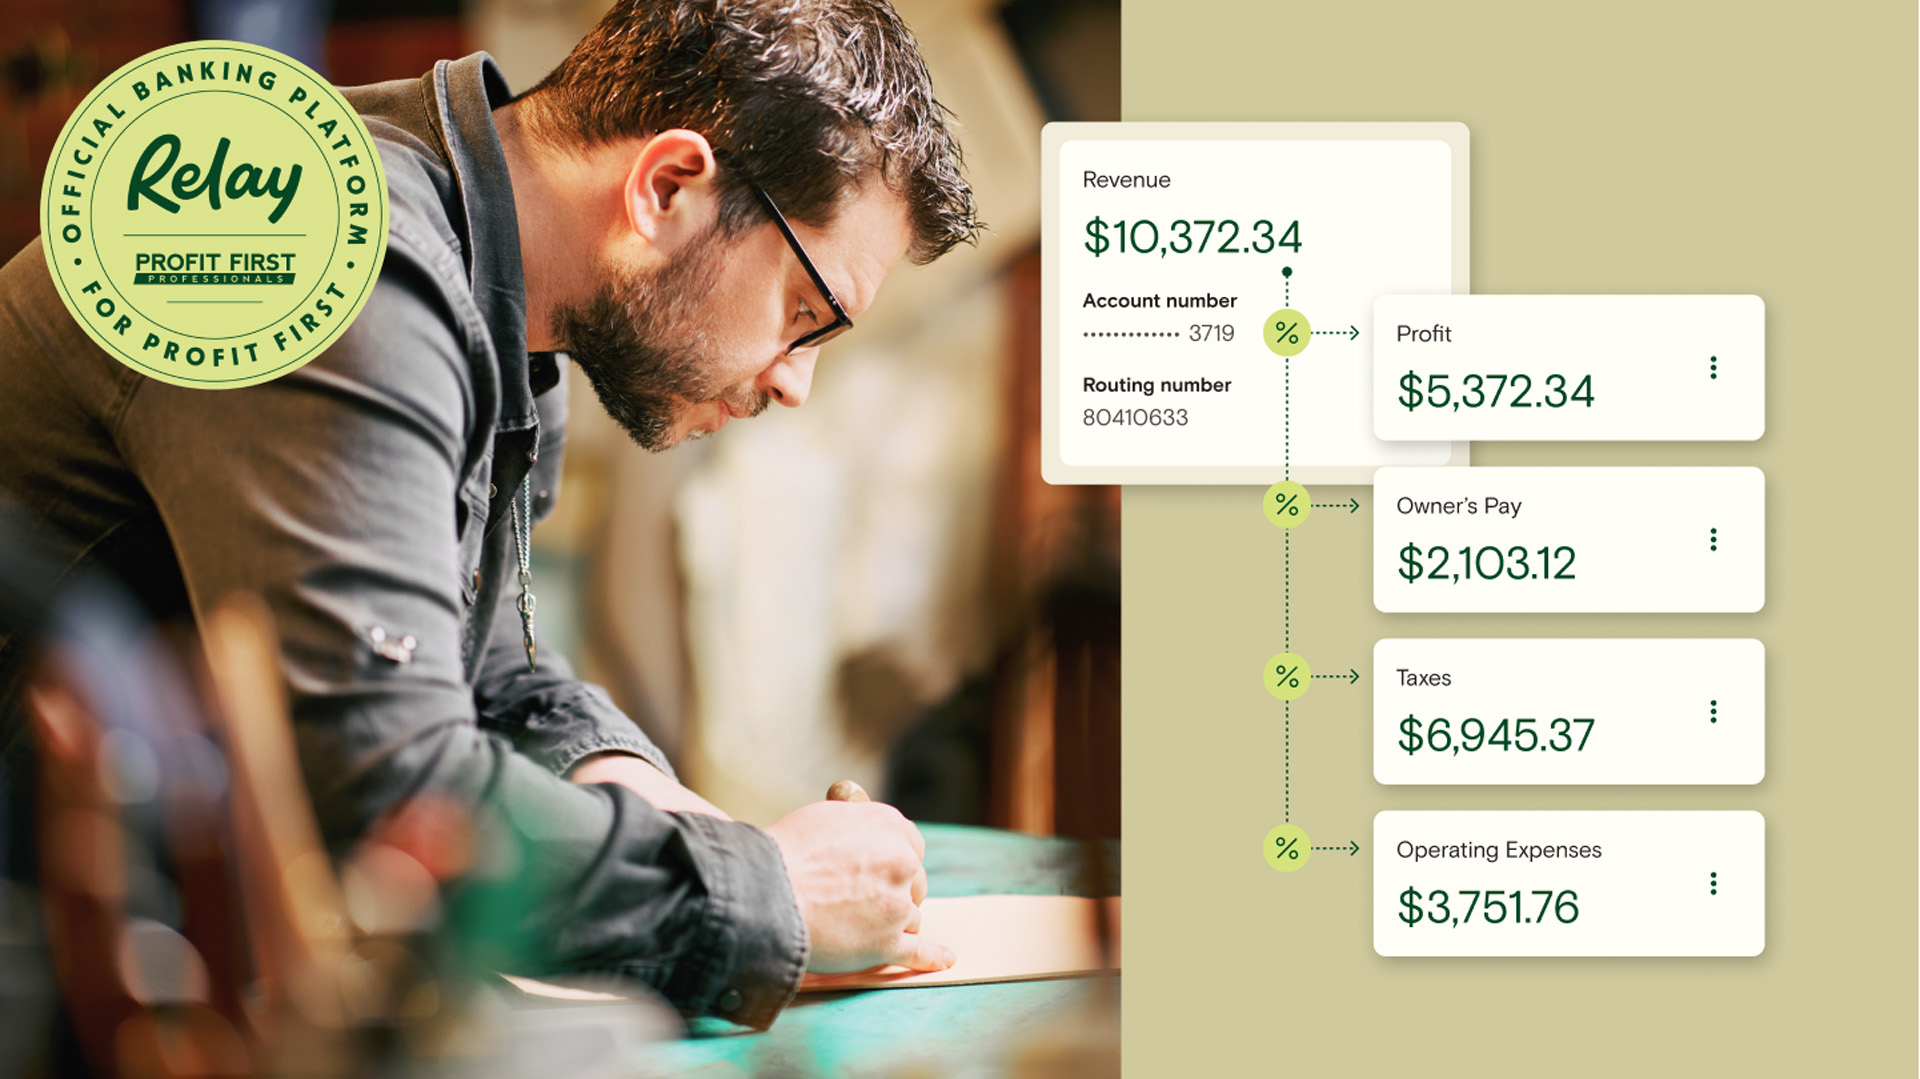 OFFICIAL BANKING PLATFORM
Relay
PROFIT FIRST
PROFESSIONALS
• FOR PROFIT FIRST •
Revenue
$10,372.34
Account number
•••••••••••• 3719
Routing number
80410633
%
Profit
$5,372.34
%
Owner’s Pay
$2,103.12
%
Taxes
$6,945.37
%
Operating Expenses
$3,751.76